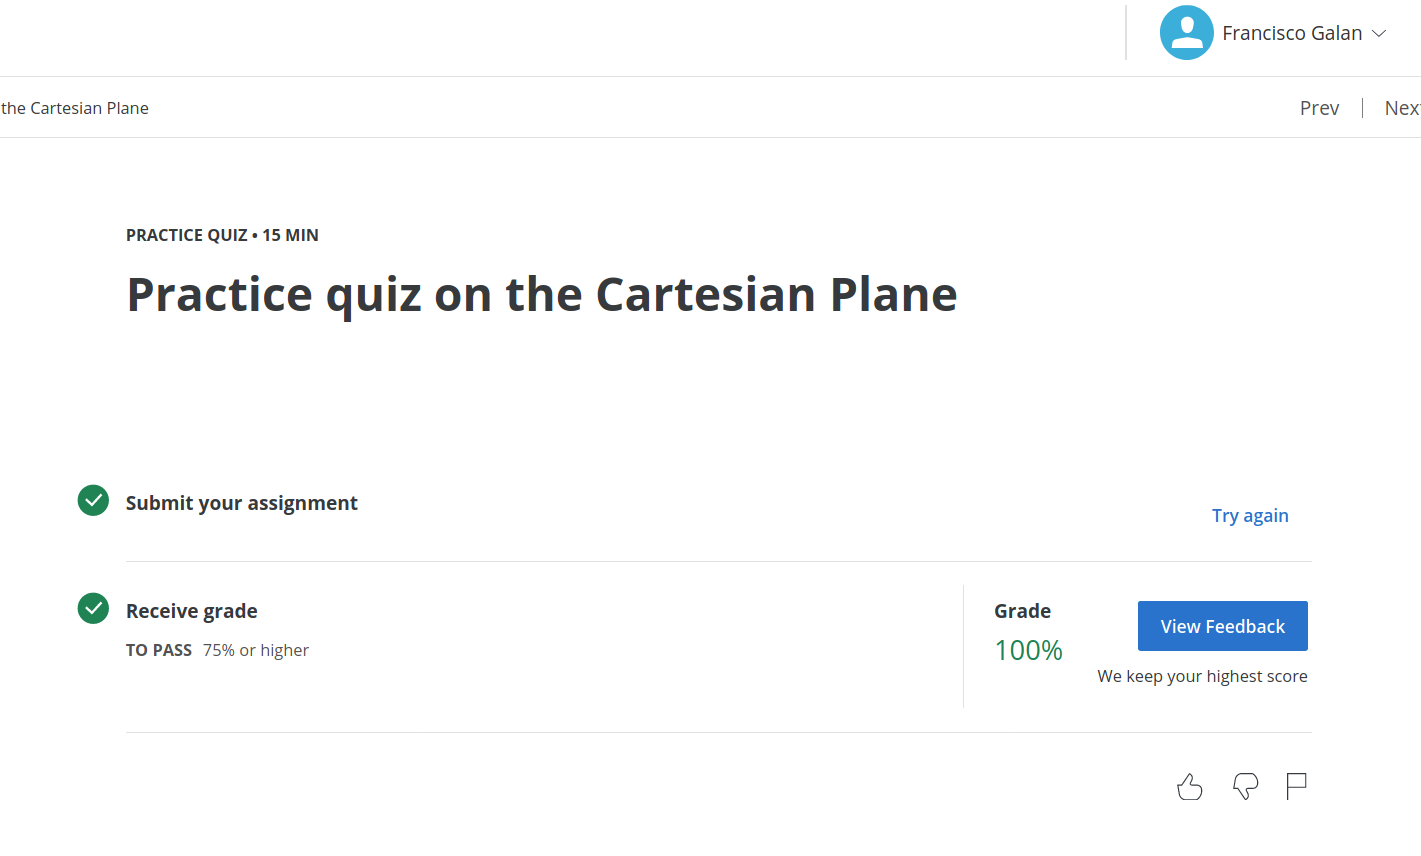 Francisco Galan
the Cartesian Plane
Prev
PRACTICE QUIZ • 15 MIN
Practice quiz on the Cartesian Plane
Submit your assignment
Try again
Receive grade
TO PASS 75% or higher
Grade
100%
View Feedback
We keep your highest score